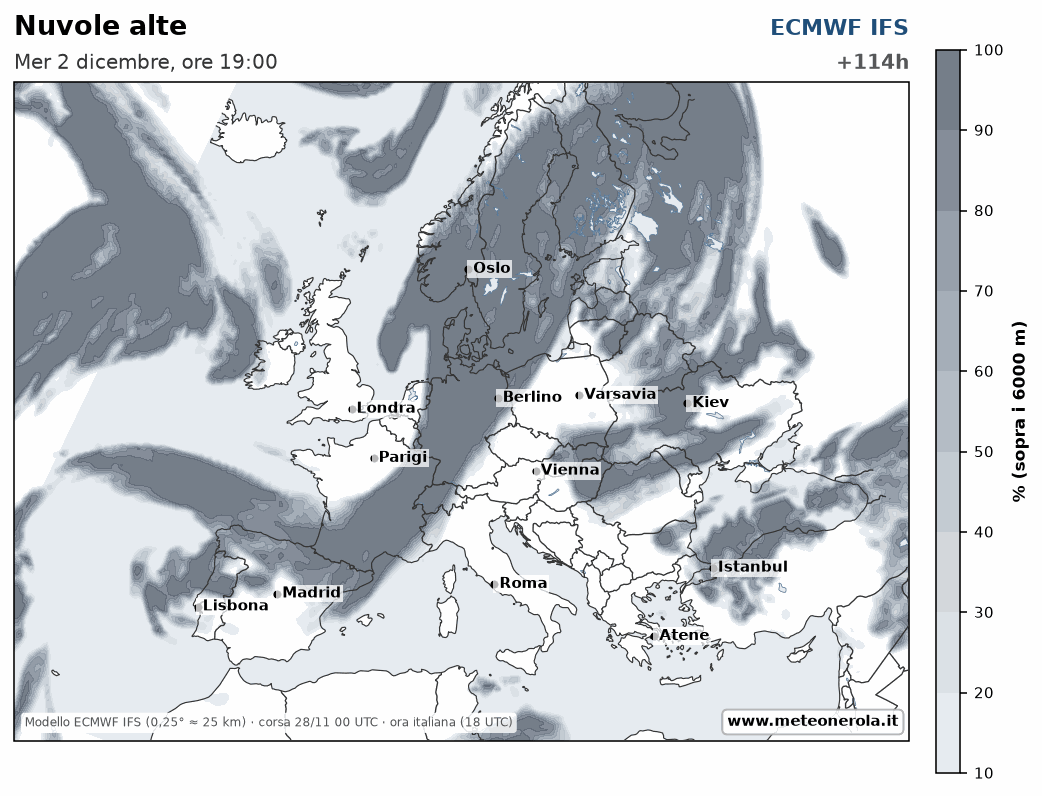 Nuvole alte
ECMWF IFS
Mer 2 dicembre, ore 19:00
+114h
100
90
80
70
60
50
40
30
20
10
% (sopra i 6000 m)
Oslo
Berlino
Varsavia
Kiev
Londra
Parigi
Vienna
Istanbul
Roma
Madrid
Lisbona
Atene
Modello ECMWF IFS (0,25° ≈ 25 km) · corsa 28/11 00 UTC · ora italiana (18 UTC)
www.meteonerola.it